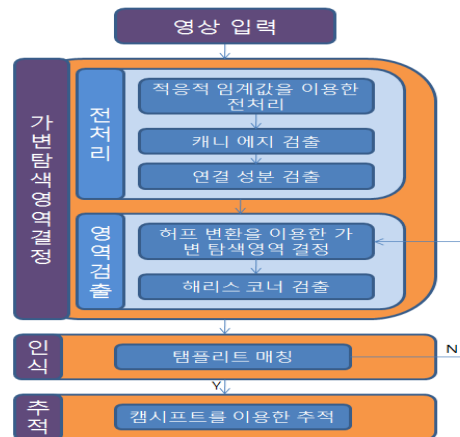 영상 입력
가변탐색영역결정
전처리
적응적 임계값을 이용한
전처리
캐니 에지 검출
연결 성분 검출
영역검출
허프 변환을 이용한 가
변 탐색영역 결정
해리스 코너 검출
인식
탬플리트 매칭
N
Y
추적
캠시프트를 이용한 추적